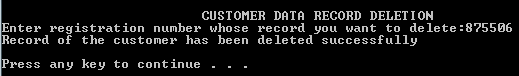 CUSTOMER DATA RECORD DELETION
Enter registration number whose record you want to delete:875506
Record of the customer has been deleted successfully
Press any key to continue . . .